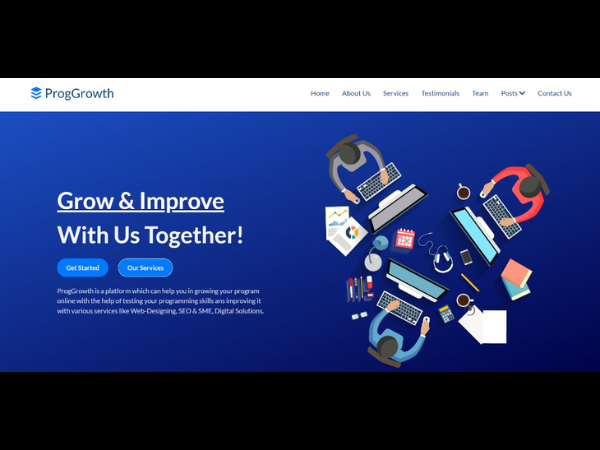 ProgGrowth
Home About Us Services Testimonials Team Posts Contact Us
Grow & Improve
With Us Together!
Get Started Our Services
ProgGrowth is a platform which can help you in growing your program
online with the help of testing your programming skills ans improving it
with various services like Web-Designing, SEO & SME, Digital Solutions.